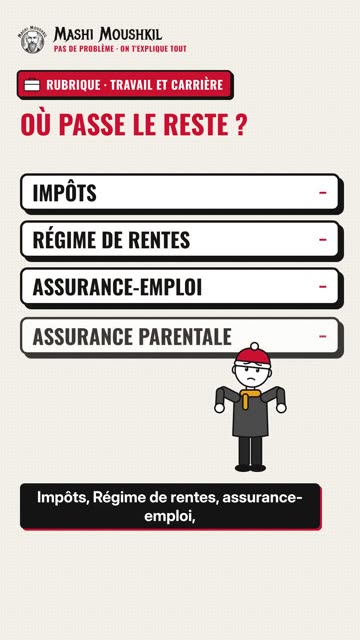 MASHI MOUSHKIL
PAS DE PROBLÈME · ON T'EXPLIQUE TOUT
RUBRIQUE · TRAVAIL ET CARRIÈRE
OÙ PASSE LE RESTE ?
IMPÔTS –
RÉGIME DE RENTES –
ASSURANCE-EMPLOI –
ASSURANCE PARENTALE –
Impôts, Régime de rentes, assurance-
emploi,